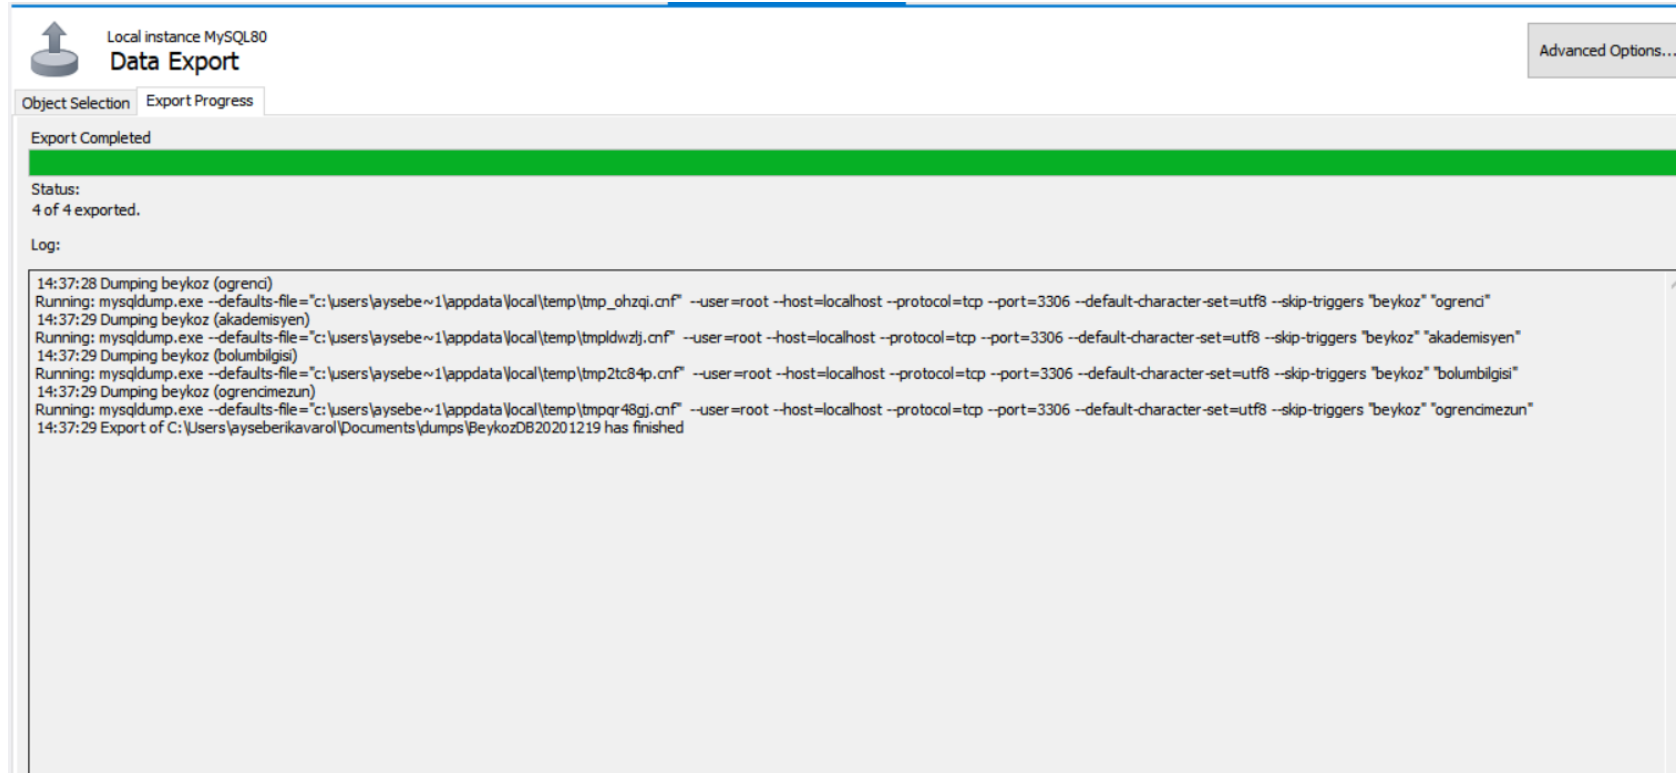 Local instance MySQL80
Data Export
Advanced Options...
Object Selection Export Progress
Export Completed
Status:
4 of 4 exported.
Log:
14:37:28 Dumping beykoz (ogrenci)
Running: mysqldump.exe --defaults-file="c:\users\aysebe~1\appdata\local\temp\tmp_ohzqi.cnf" --user=root --host=localhost --protocol=tcp --port=3306 --default-character-set=utf8 --skip-triggers "beykoz" "ogrenci"
14:37:29 Dumping beykoz (akademisyen)
Running: mysqldump.exe --defaults-file="c:\users\aysebe~1\appdata\local\temp\tmpldwzlj.cnf" --user=root --host=localhost --protocol=tcp --port=3306 --default-character-set=utf8 --skip-triggers "beykoz" "akademisyen"
14:37:29 Dumping beykoz (bolumbilgisi)
Running: mysqldump.exe --defaults-file="c:\users\aysebe~1\appdata\local\temp\tmp2tc84p.cnf" --user=root --host=localhost --protocol=tcp --port=3306 --default-character-set=utf8 --skip-triggers "beykoz" "bolumbilgisi"
14:37:29 Dumping beykoz (ogrencimezun)
Running: mysqldump.exe --defaults-file="c:\users\aysebe~1\appdata\local\temp\tmpqr48gj.cnf" --user=root --host=localhost --protocol=tcp --port=3306 --default-character-set=utf8 --skip-triggers "beykoz" "ogrencimezun"
14:37:29 Export of C:\Users\ayseberikavarol\Documents\dumps\BeykozDB20201219 has finished